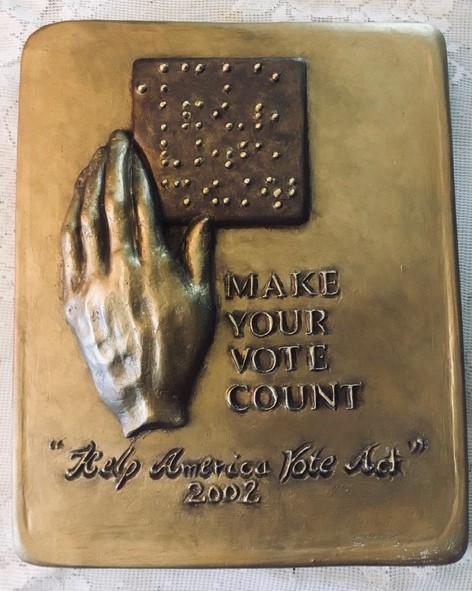 MAKE
YOUR
VOTE
COUNT
"Help America Vote Act"
2002